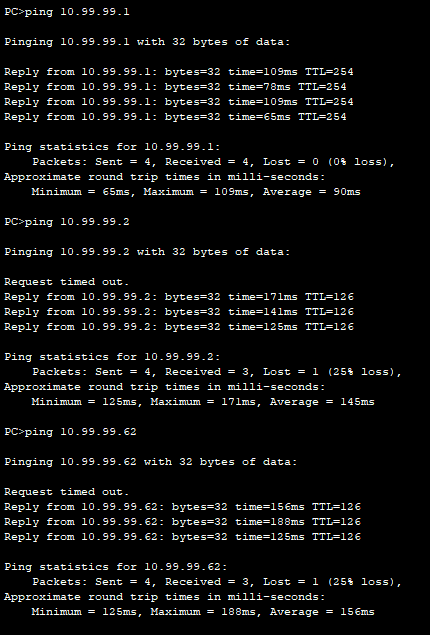 PC>ping 10.99.99.1
Pinging 10.99.99.1 with 32 bytes of data:
Reply from 10.99.99.1: bytes=32 time=109ms TTL=254
Reply from 10.99.99.1: bytes=32 time=78ms TTL=254
Reply from 10.99.99.1: bytes=32 time=109ms TTL=254
Reply from 10.99.99.1: bytes=32 time=65ms TTL=254
Ping statistics for 10.99.99.1:
    Packets: Sent = 4, Received = 4, Lost = 0 (0% loss),
Approximate round trip times in milli-seconds:
    Minimum = 65ms, Maximum = 109ms, Average = 90ms
PC>ping 10.99.99.2
Pinging 10.99.99.2 with 32 bytes of data:
Request timed out.
Reply from 10.99.99.2: bytes=32 time=171ms TTL=126
Reply from 10.99.99.2: bytes=32 time=141ms TTL=126
Reply from 10.99.99.2: bytes=32 time=125ms TTL=126
Ping statistics for 10.99.99.2:
    Packets: Sent = 4, Received = 3, Lost = 1 (25% loss),
Approximate round trip times in milli-seconds:
    Minimum = 125ms, Maximum = 171ms, Average = 145ms
PC>ping 10.99.99.62
Pinging 10.99.99.62 with 32 bytes of data:
Request timed out.
Reply from 10.99.99.62: bytes=32 time=156ms TTL=126
Reply from 10.99.99.62: bytes=32 time=188ms TTL=126
Reply from 10.99.99.62: bytes=32 time=125ms TTL=126
Ping statistics for 10.99.99.62:
    Packets: Sent = 4, Received = 3, Lost = 1 (25% loss),
Approximate round trip times in milli-seconds:
    Minimum = 125ms, Maximum = 188ms, Average = 156ms